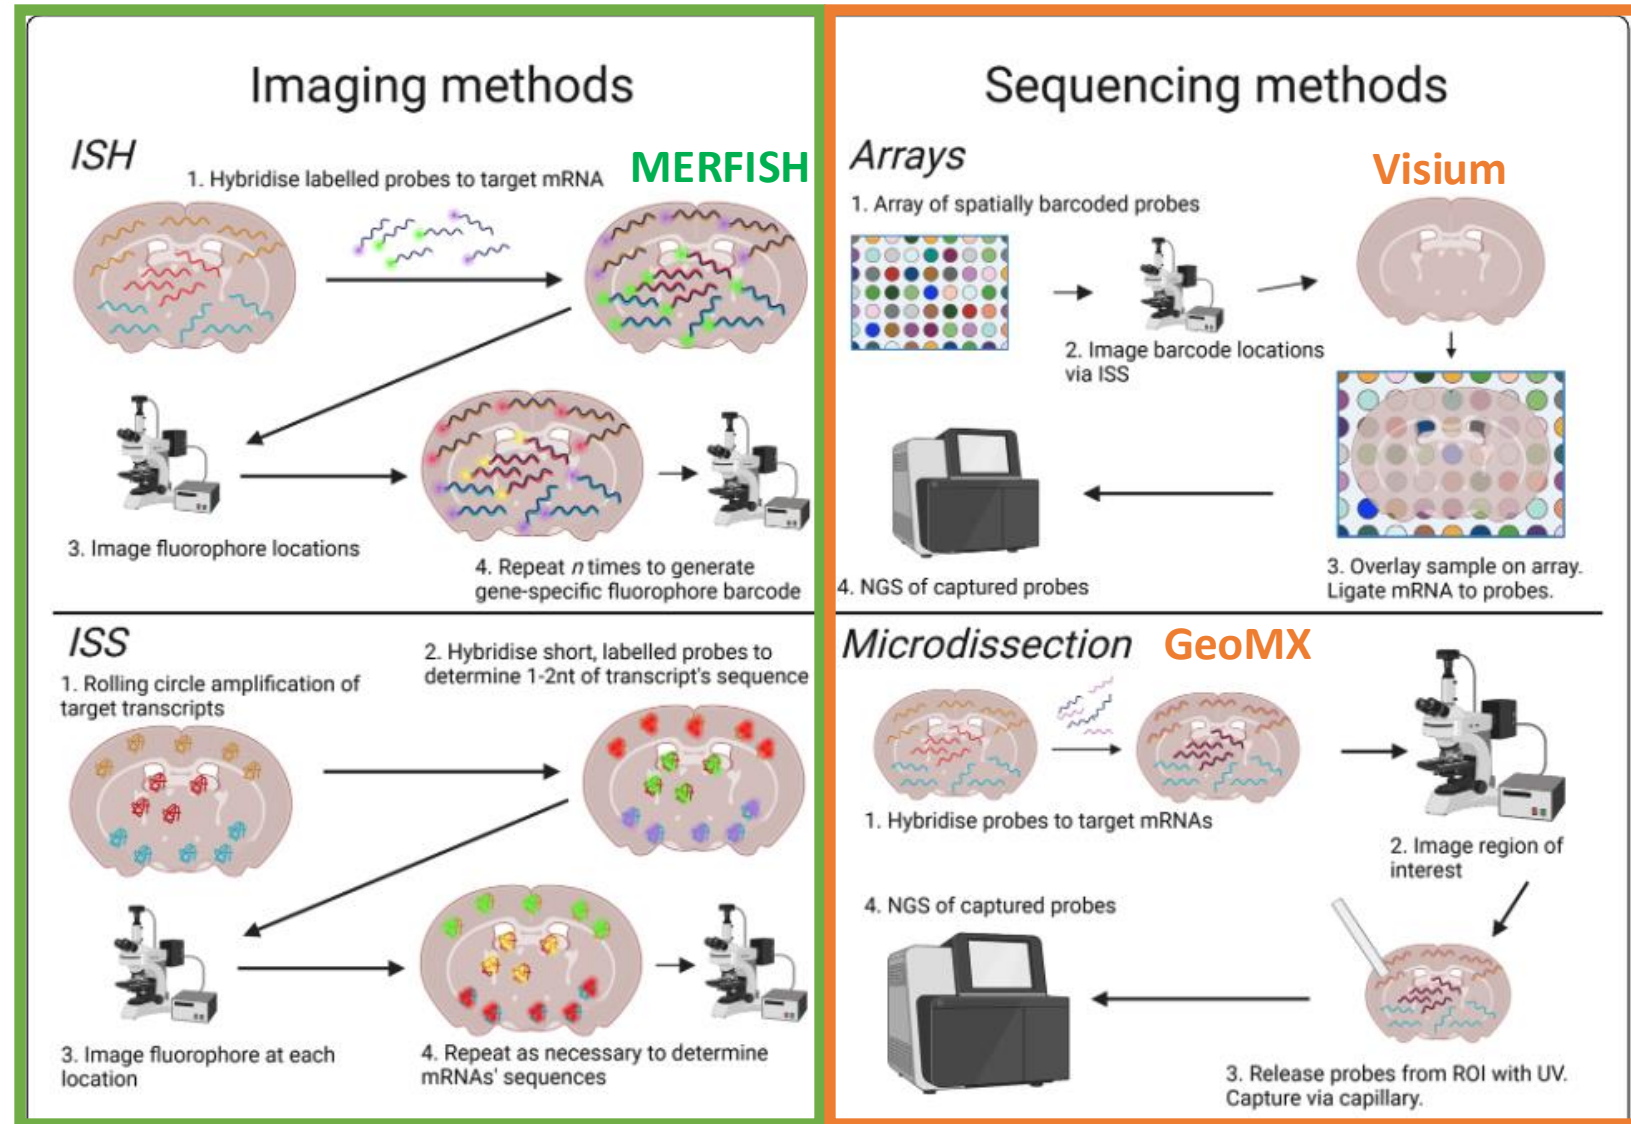 Imaging methods
ISH
MERFISH
1. Hybridise labelled probes to target mRNA
3. Image fluorophore locations
4. Repeat n times to generate
gene-specific fluorophore barcode
ISS
1. Rolling circle amplification of
target transcripts
2. Hybridise short, labelled probes to
determine 1-2nt of transcript's sequence
3. Image fluorophore at each
location
4. Repeat as necessary to determine
mRNAs' sequences
Sequencing methods
Arrays
Visium
1. Array of spatially barcoded probes
2. Image barcode locations
via ISS
3. Overlay sample on array.
Ligate mRNA to probes.
4. NGS of captured probes
Microdissection
GeoMX
1. Hybridise probes to target mRNAs
2. Image region of
interest
3. Release probes from ROI with UV.
Capture via capillary.
4. NGS of captured probes